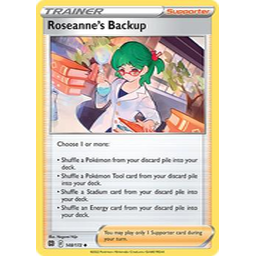 TRAINER Supporter
Roseanne's Backup
Choose 1 or more:
• Shuffle a Pokémon from your discard pile into your
deck.
• Shuffle a Pokémon Tool card from your discard pile into
your deck.
• Shuffle a Stadium card from your discard pile into your
deck.
• Shuffle an Energy card from your discard pile into your
deck.
You may play only 1 Supporter card
during your turn.
148/172